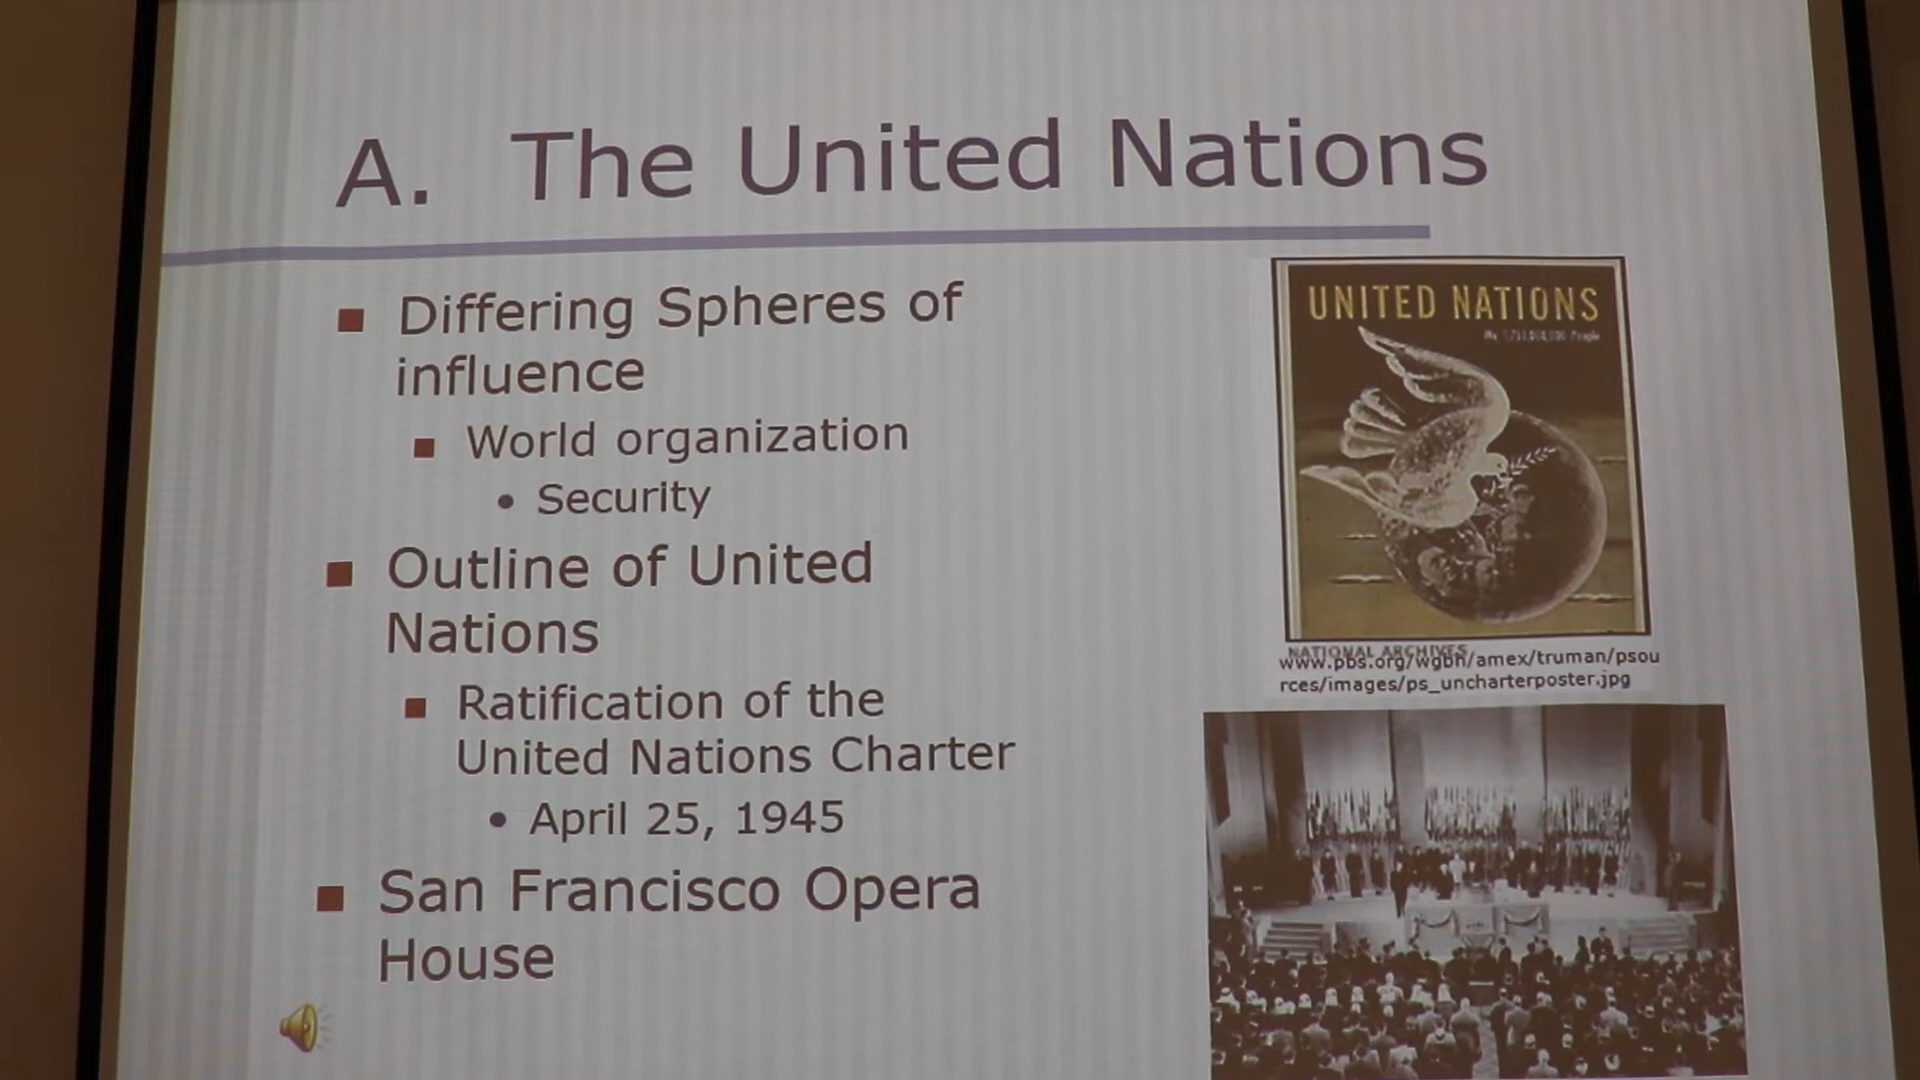 A. The United Nations
Differing Spheres of
influence
World organization
Security
Outline of United
Nations
Ratification of the
United Nations Charter
April 25, 1945
San Francisco Opera
House
UNITED NATIONS
NATIONAL ARCHIVES
www.pbs.org/wgbh/amex/truman/psou
rces/images/ps_uncharterposter.jpg